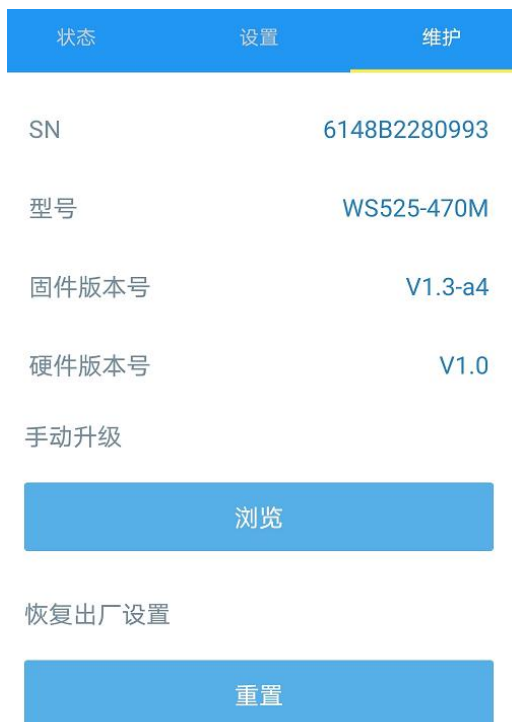 状态 设置 维护
SN 6148B2280993
型号 WS525-470M
固件版本号 V1.3-a4
硬件版本号 V1.0
手动升级
浏览
恢复出厂设置
重置